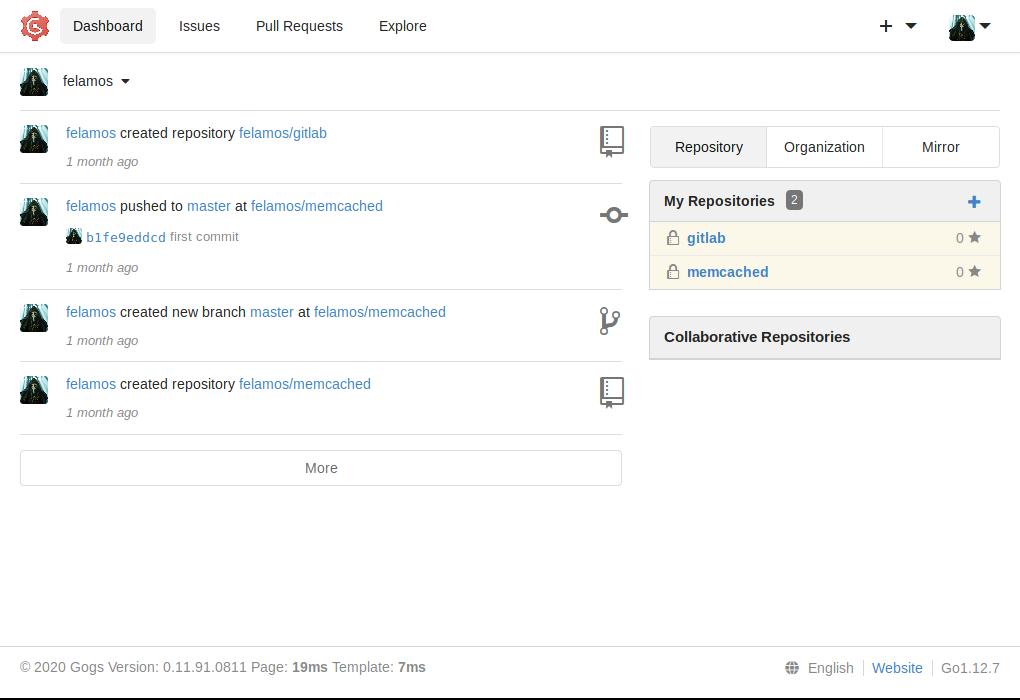 Dashboard Issues Pull Requests Explore
felamos
felamos created repository felamos/gitlab
1 month ago
felamos pushed to master at felamos/memcached
b1fe9eddcd first commit
1 month ago
felamos created new branch master at felamos/memcached
1 month ago
felamos created repository felamos/memcached
1 month ago
More
Repository Organization Mirror
My Repositories 2
gitlab 0
memcached 0
Collaborative Repositories
© 2020 Gogs Version: 0.11.91.0811 Page: 19ms Template: 7ms
English Website Go1.12.7